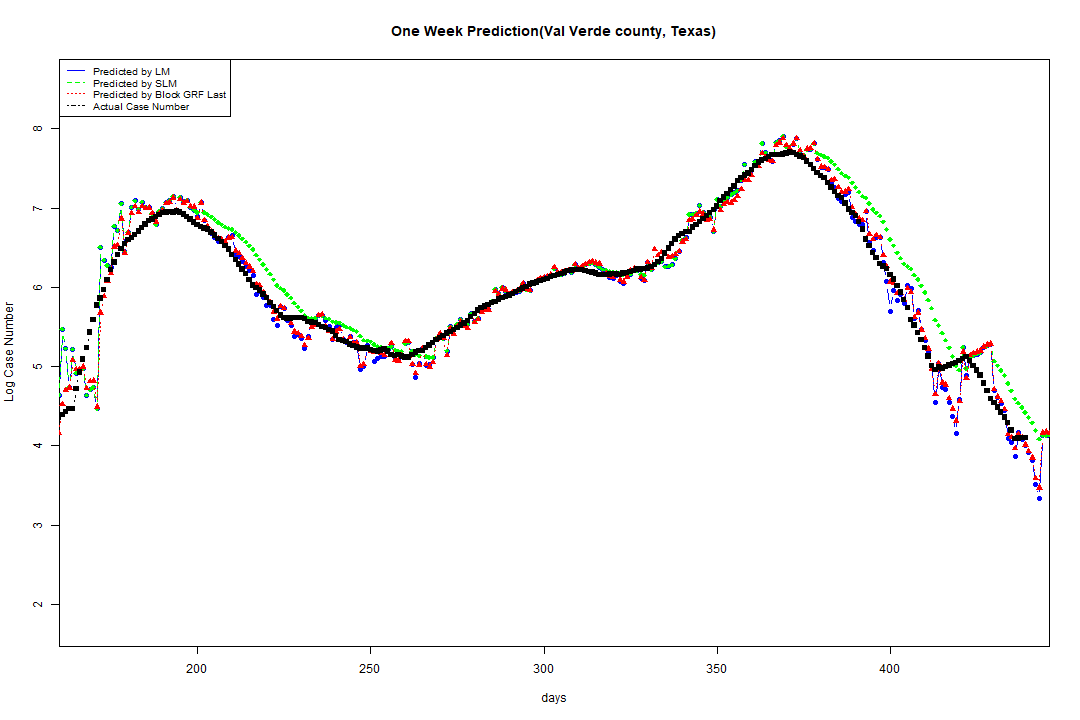 One Week Prediction(Val Verde county, Texas)
Predicted by LM
Predicted by SLM
Predicted by Block GRF Last
Actual Case Number
Log Case Number
8
7
6
5
4
3
2
200 250 300 350 400
days